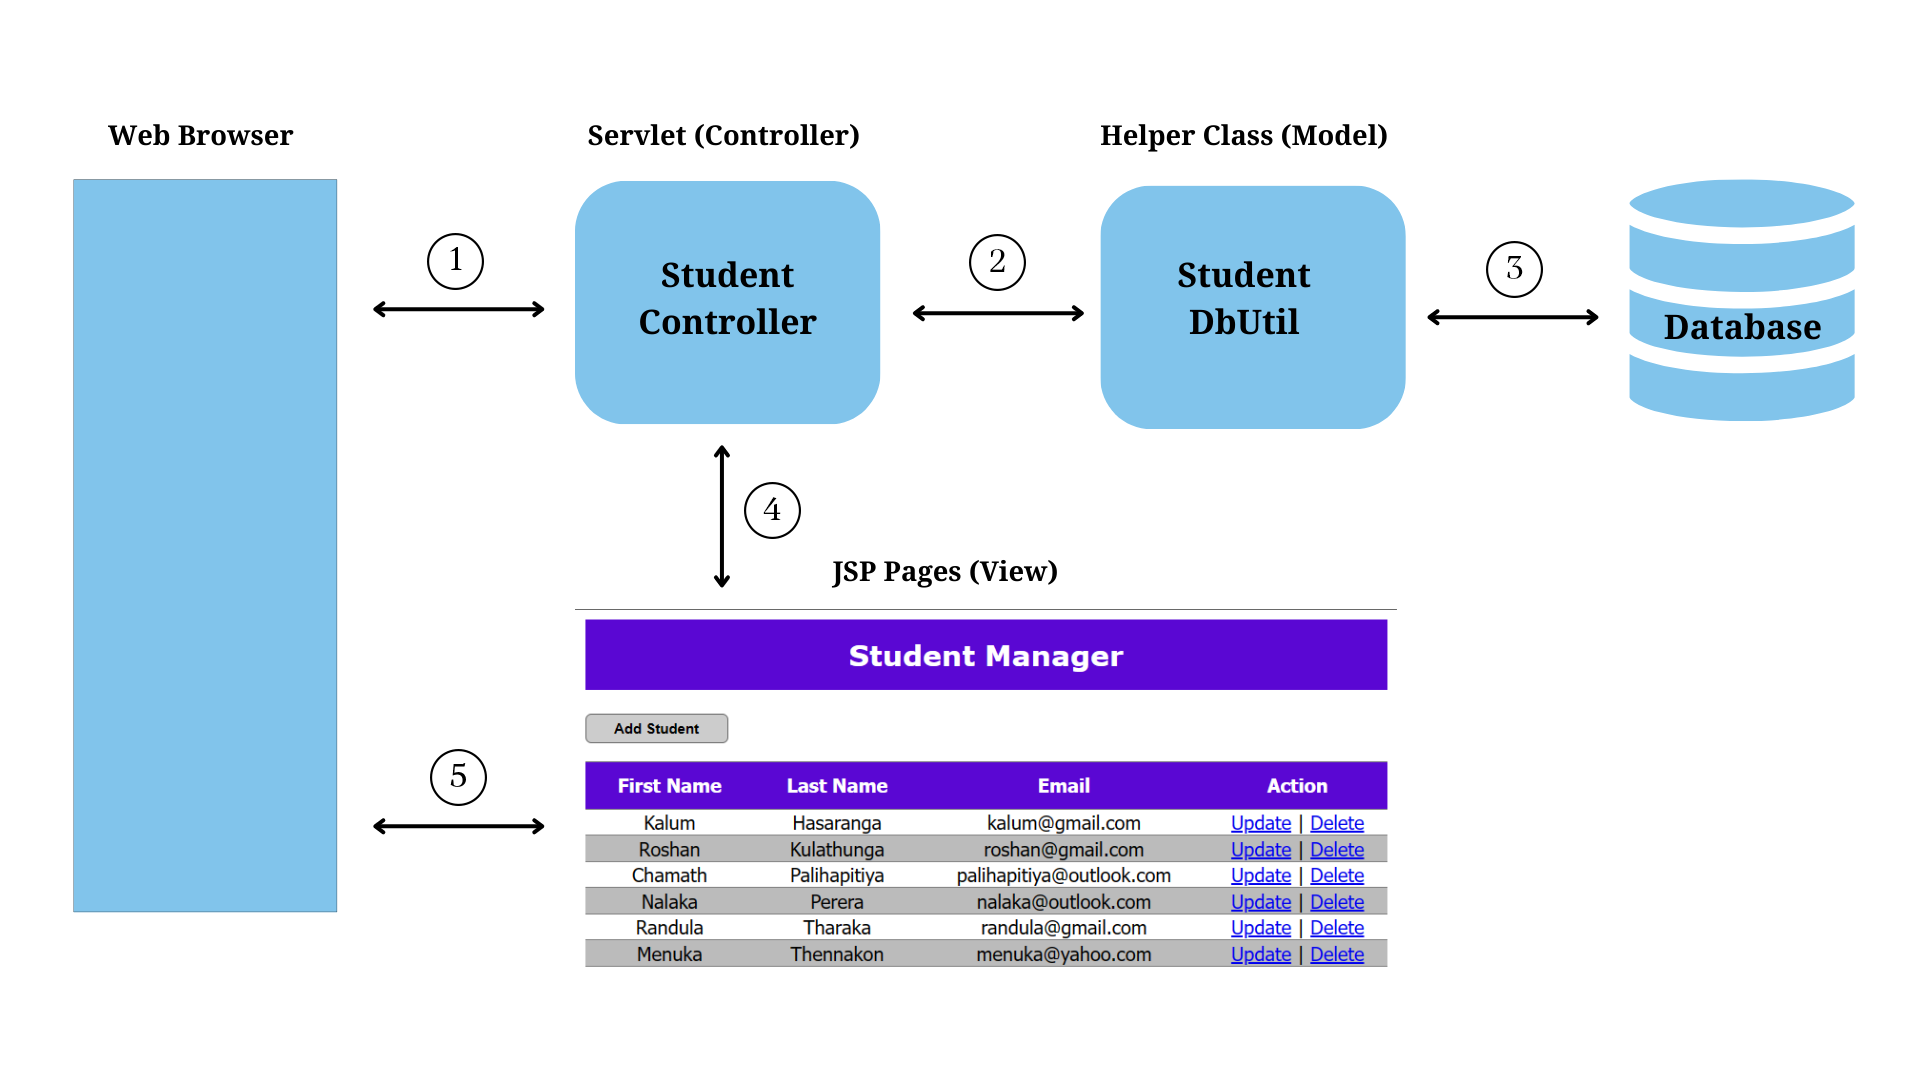 Web Browser
Servlet (Controller)
Helper Class (Model)
1
Student
Controller
2
Student
DbUtil
3
Database
4
JSP Pages (View)
Student Manager
Add Student
First Name Last Name Email Action
Kalum Hasaranga kalum@gmail.com Update | Delete
Roshan Kulathunga roshan@gmail.com Update | Delete
Chamath Palihapitiya palihapitiya@outlook.com Update | Delete
Nalaka Perera nalaka@outlook.com Update | Delete
Randula Tharaka randula@gmail.com Update | Delete
Menuka Thennakon menuka@yahoo.com Update | Delete
5